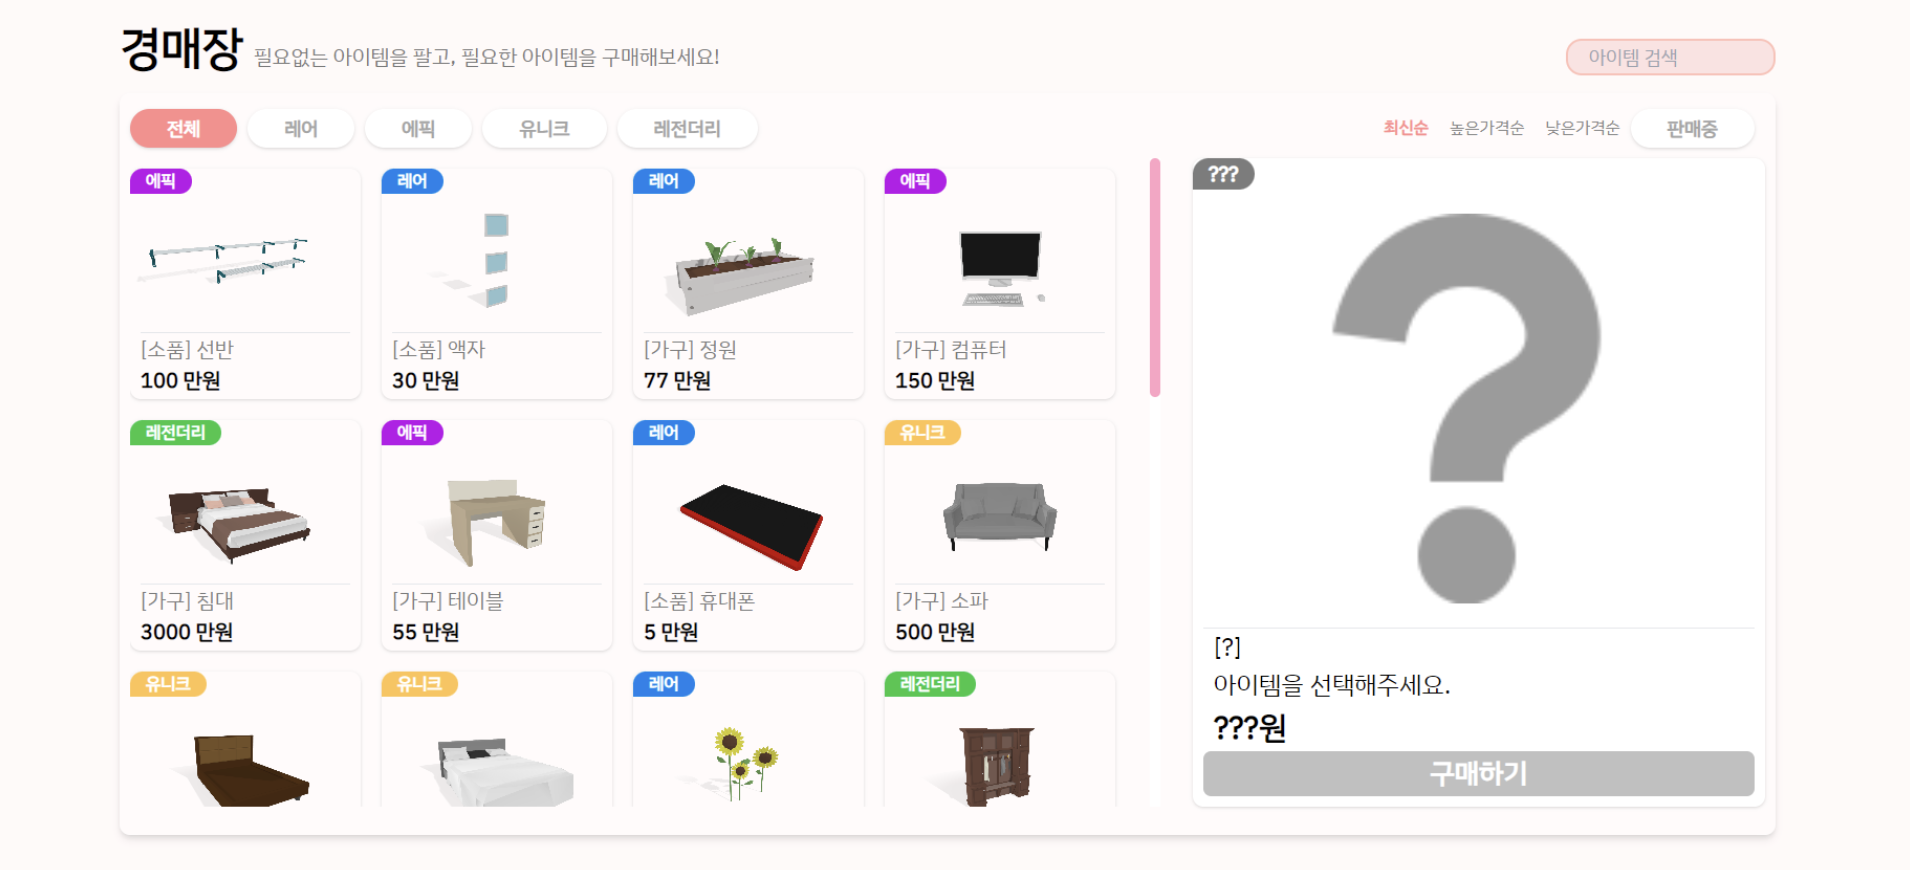 경매장 필요없는 아이템을 팔고, 필요한 아이템을 구매해보세요!
아이템 검색
전체 레어 에픽 유니크 레전더리
최신순 높은가격순 낮은가격순 판매중
에픽
[소품] 선반
100 만원
레어
[소품] 액자
30 만원
레어
[가구] 정원
77 만원
에픽
[가구] 컴퓨터
150 만원
레전더리
[가구] 침대
3000 만원
에픽
[가구] 테이블
55 만원
레어
[소품] 휴대폰
5 만원
유니크
[가구] 소파
500 만원
유니크
유니크
레어
레전더리
???
[?]
아이템을 선택해주세요.
???원
구매하기